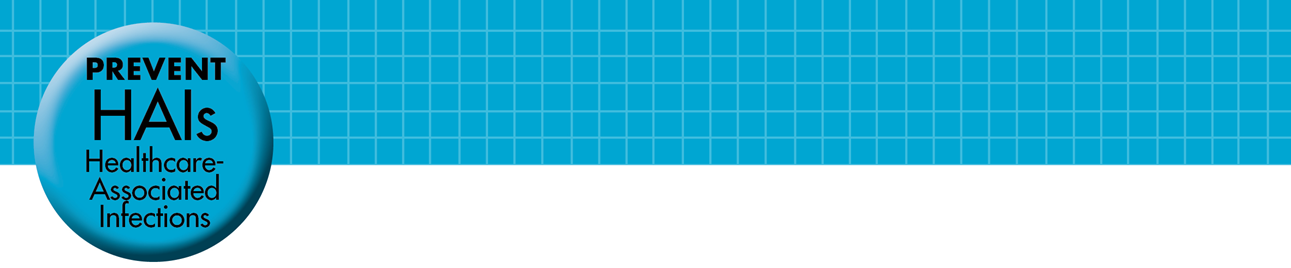 PREVENT
HAIs
Healthcare-
Associated
Infections